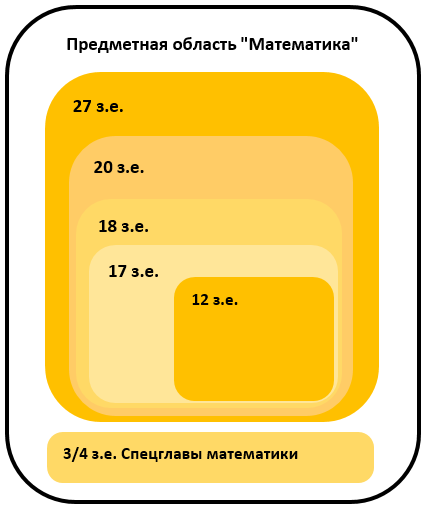 Предметная область "Математика"
27 з.е.
20 з.е.
18 з.е.
17 з.е.
12 з.е.
3/4 з.е. Спецглавы математики